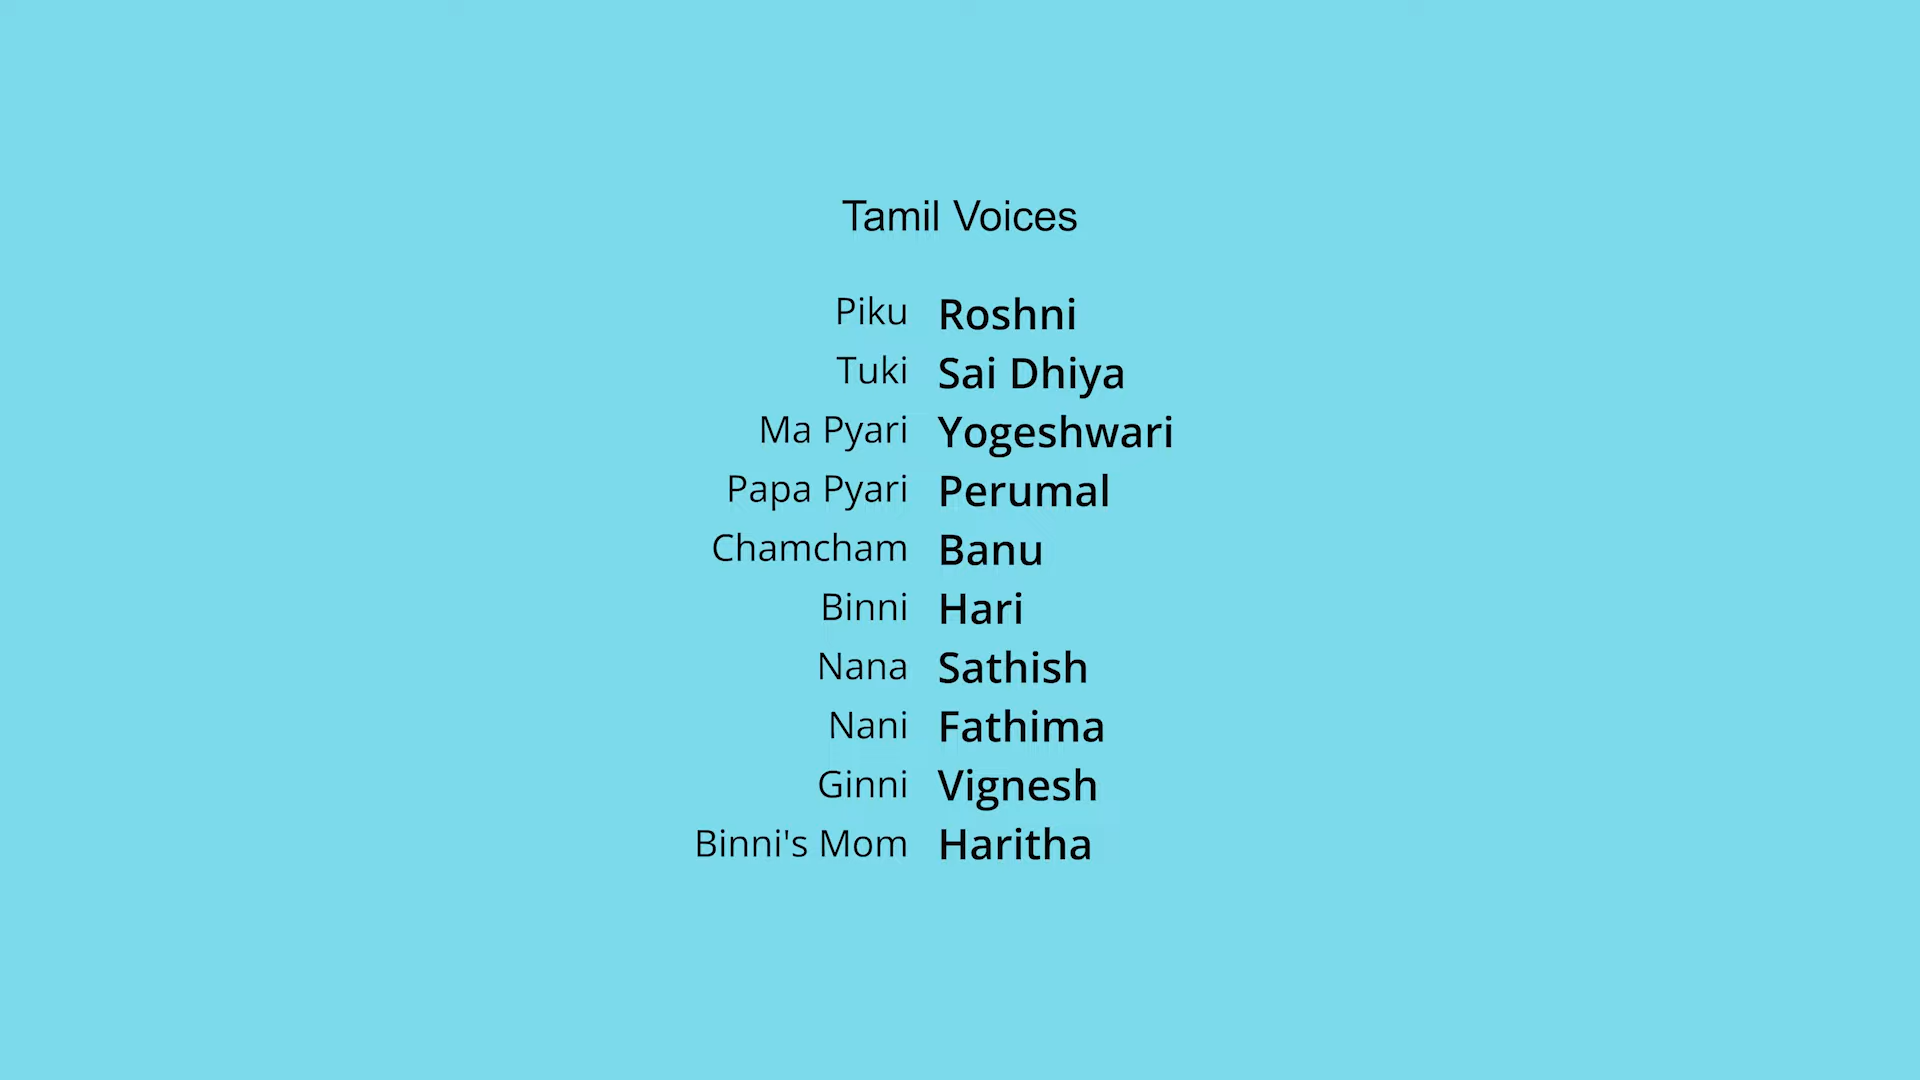 Tamil Voices
Piku Roshni
Tuki Sai Dhiya
Ma Pyari Yogeshwari
Papa Pyari Perumal
Chamcham Banu
Binni Hari
Nana Sathish
Nani Fathima
Ginni Vignesh
Binni's Mom Haritha